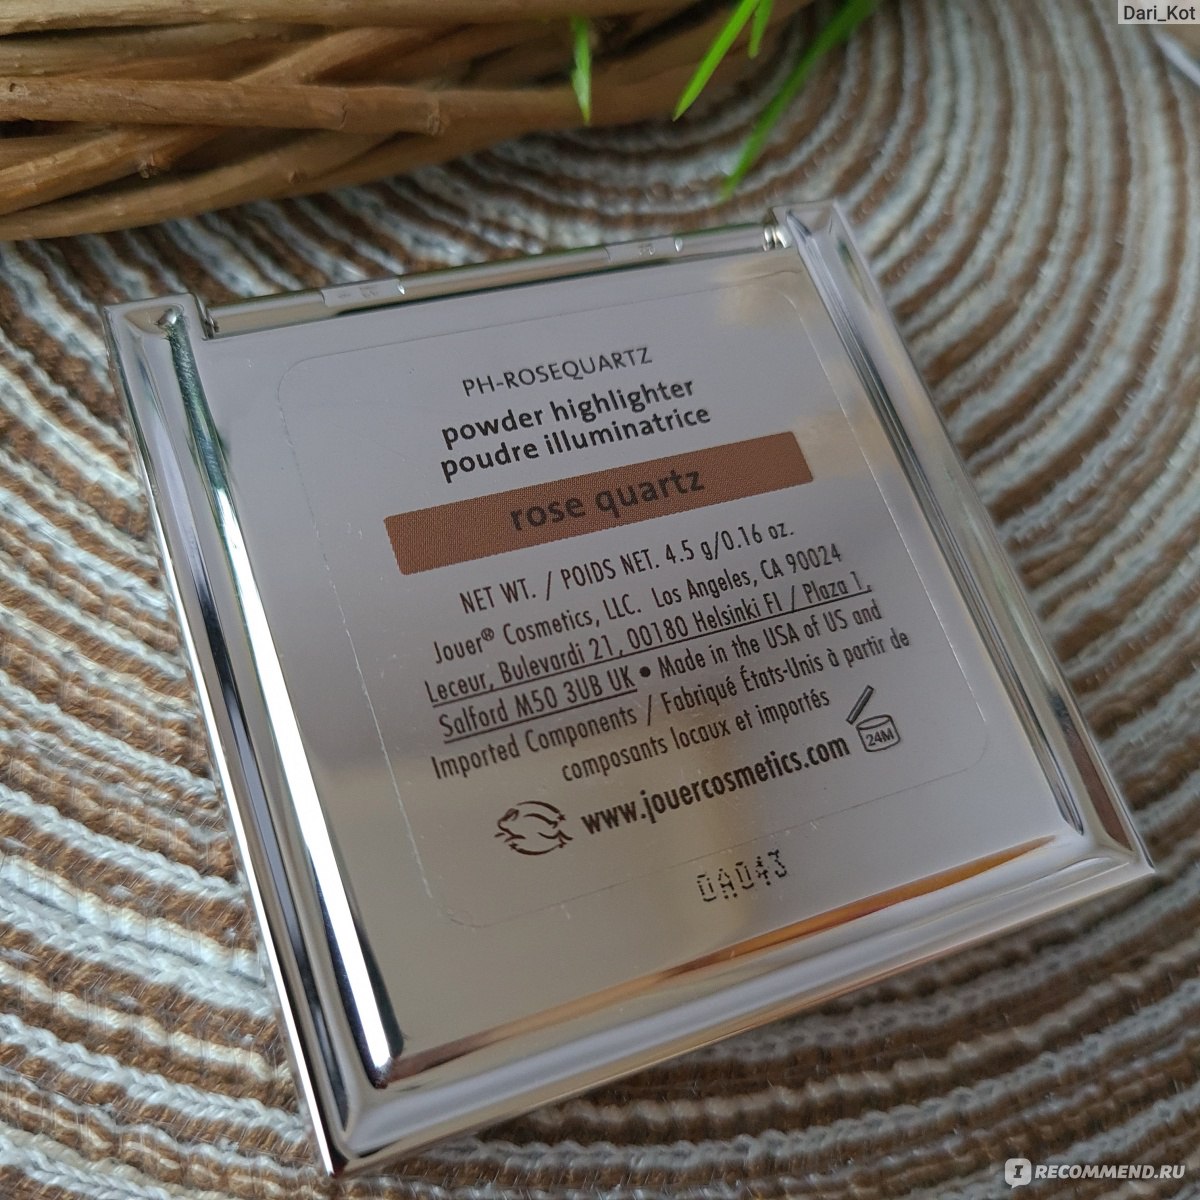 Dari_Kot
PH-ROSEQUARTZ
powder highlighter
poudre illuminatrice
rose quartz
NET WT. / POIDS NET. 4.5 g/0.16 oz.
Jouer® Cosmetics, LLC. Los Angeles, CA 90024
Leceur, Bulevardi 21, 00180 Helsinki FI / Plaza 1,
Salford M50 3UB UK • Made in the USA of US and
Imported Components / Fabriqué États-Unis à partir de
composants locaux et importés
24M
www.jouercosmetics.com
0A043
IRECOMMEND.RU